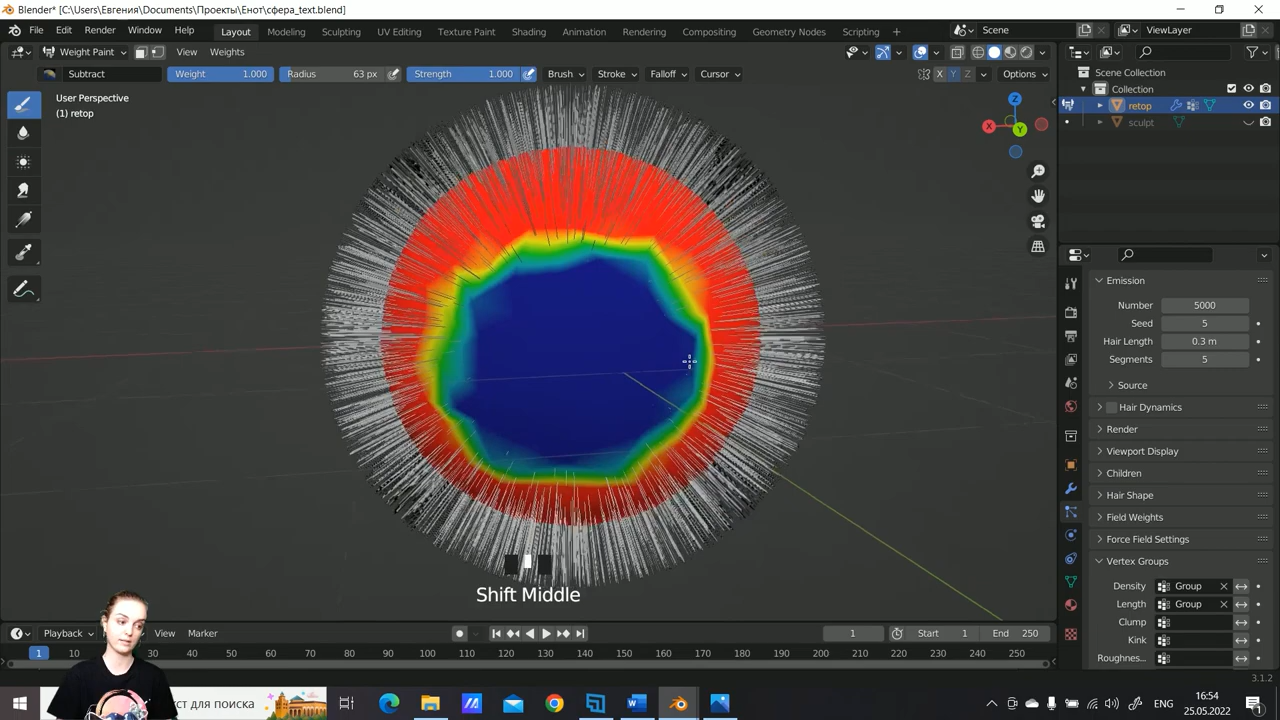 Blender* [C:\Users\Евгения\Documents\Проекты\Енот\сфера_text.blend]
File Edit Render Window Help Layout Modeling Sculpting UV Editing Texture Paint Shading Animation Rendering Compositing Geometry Nodes Scripting Scene ViewLayer
Weight Paint View Weights
Subtract Weight 1.000 Radius 63 px Strength 1.000 Brush Stroke Falloff Cursor X Y Z Options
User Perspective
(1) retop
Z
X
Y
Scene Collection
Collection
retop
sculpt
Emission
Number 5000
Seed 5
Hair Length 0.3 m
Segments 5
Source
Hair Dynamics
Render
Viewport Display
Children
Hair Shape
Field Weights
Force Field Settings
Vertex Groups
Density Group
Length Group
Clump
Kink
Roughnes...
Shift Middle
Playback View Marker 1 Start 1 End 250
1 10 50 60 70 80 90 100 110 120 130 140 150 160 170 180 190 200 210 220 230 240 250
3.1.2
ст для поиска
ENG
16:54
25.05.2022
1